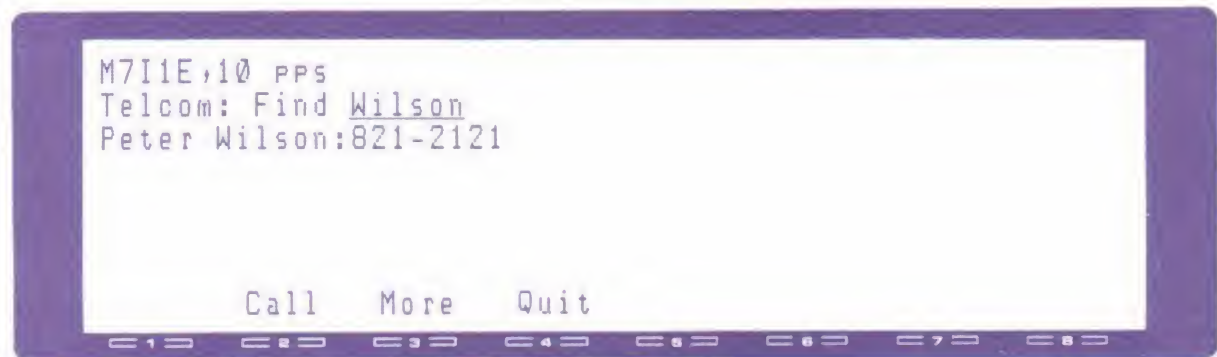 M7I1E,10 PPS
Telcom: Find Wilson
Peter Wilson:821-2121
Call More Quit
1 2 3 4 5 6 7 8